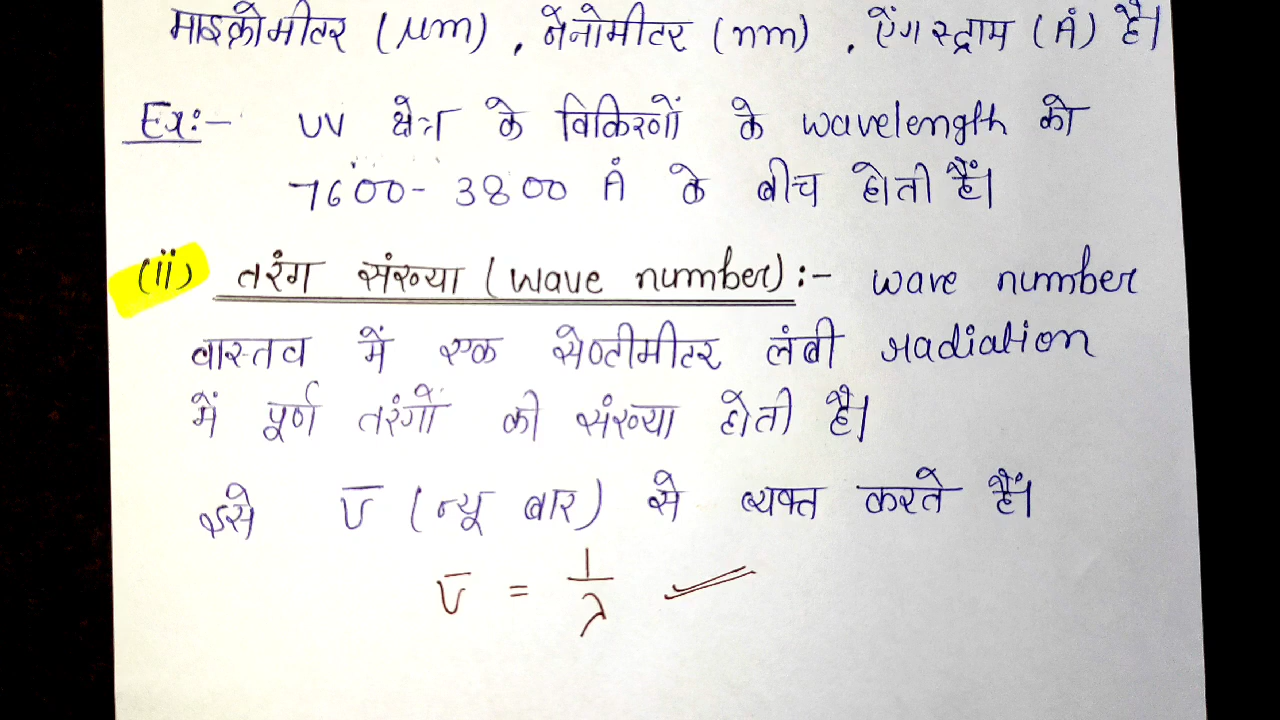 माइक्रोमीटर (μm), नैनोमीटर (nm), ऐंगस्ट्राम (Å) है।
Ex:- UV क्षेत्र के विकिरणों के wavelength को
7600-3800 Å के बीच होती हैं।
(ii) तरंग संख्या (wave number) :- wave number
वास्तव में एक सेण्टीमीटर लंबी radiation
में पूर्ण तरंगों की संख्या होती है।
इसे ν̅ (न्यू बार) से व्यक्त करते हैं।
ν̅ = 1/λ